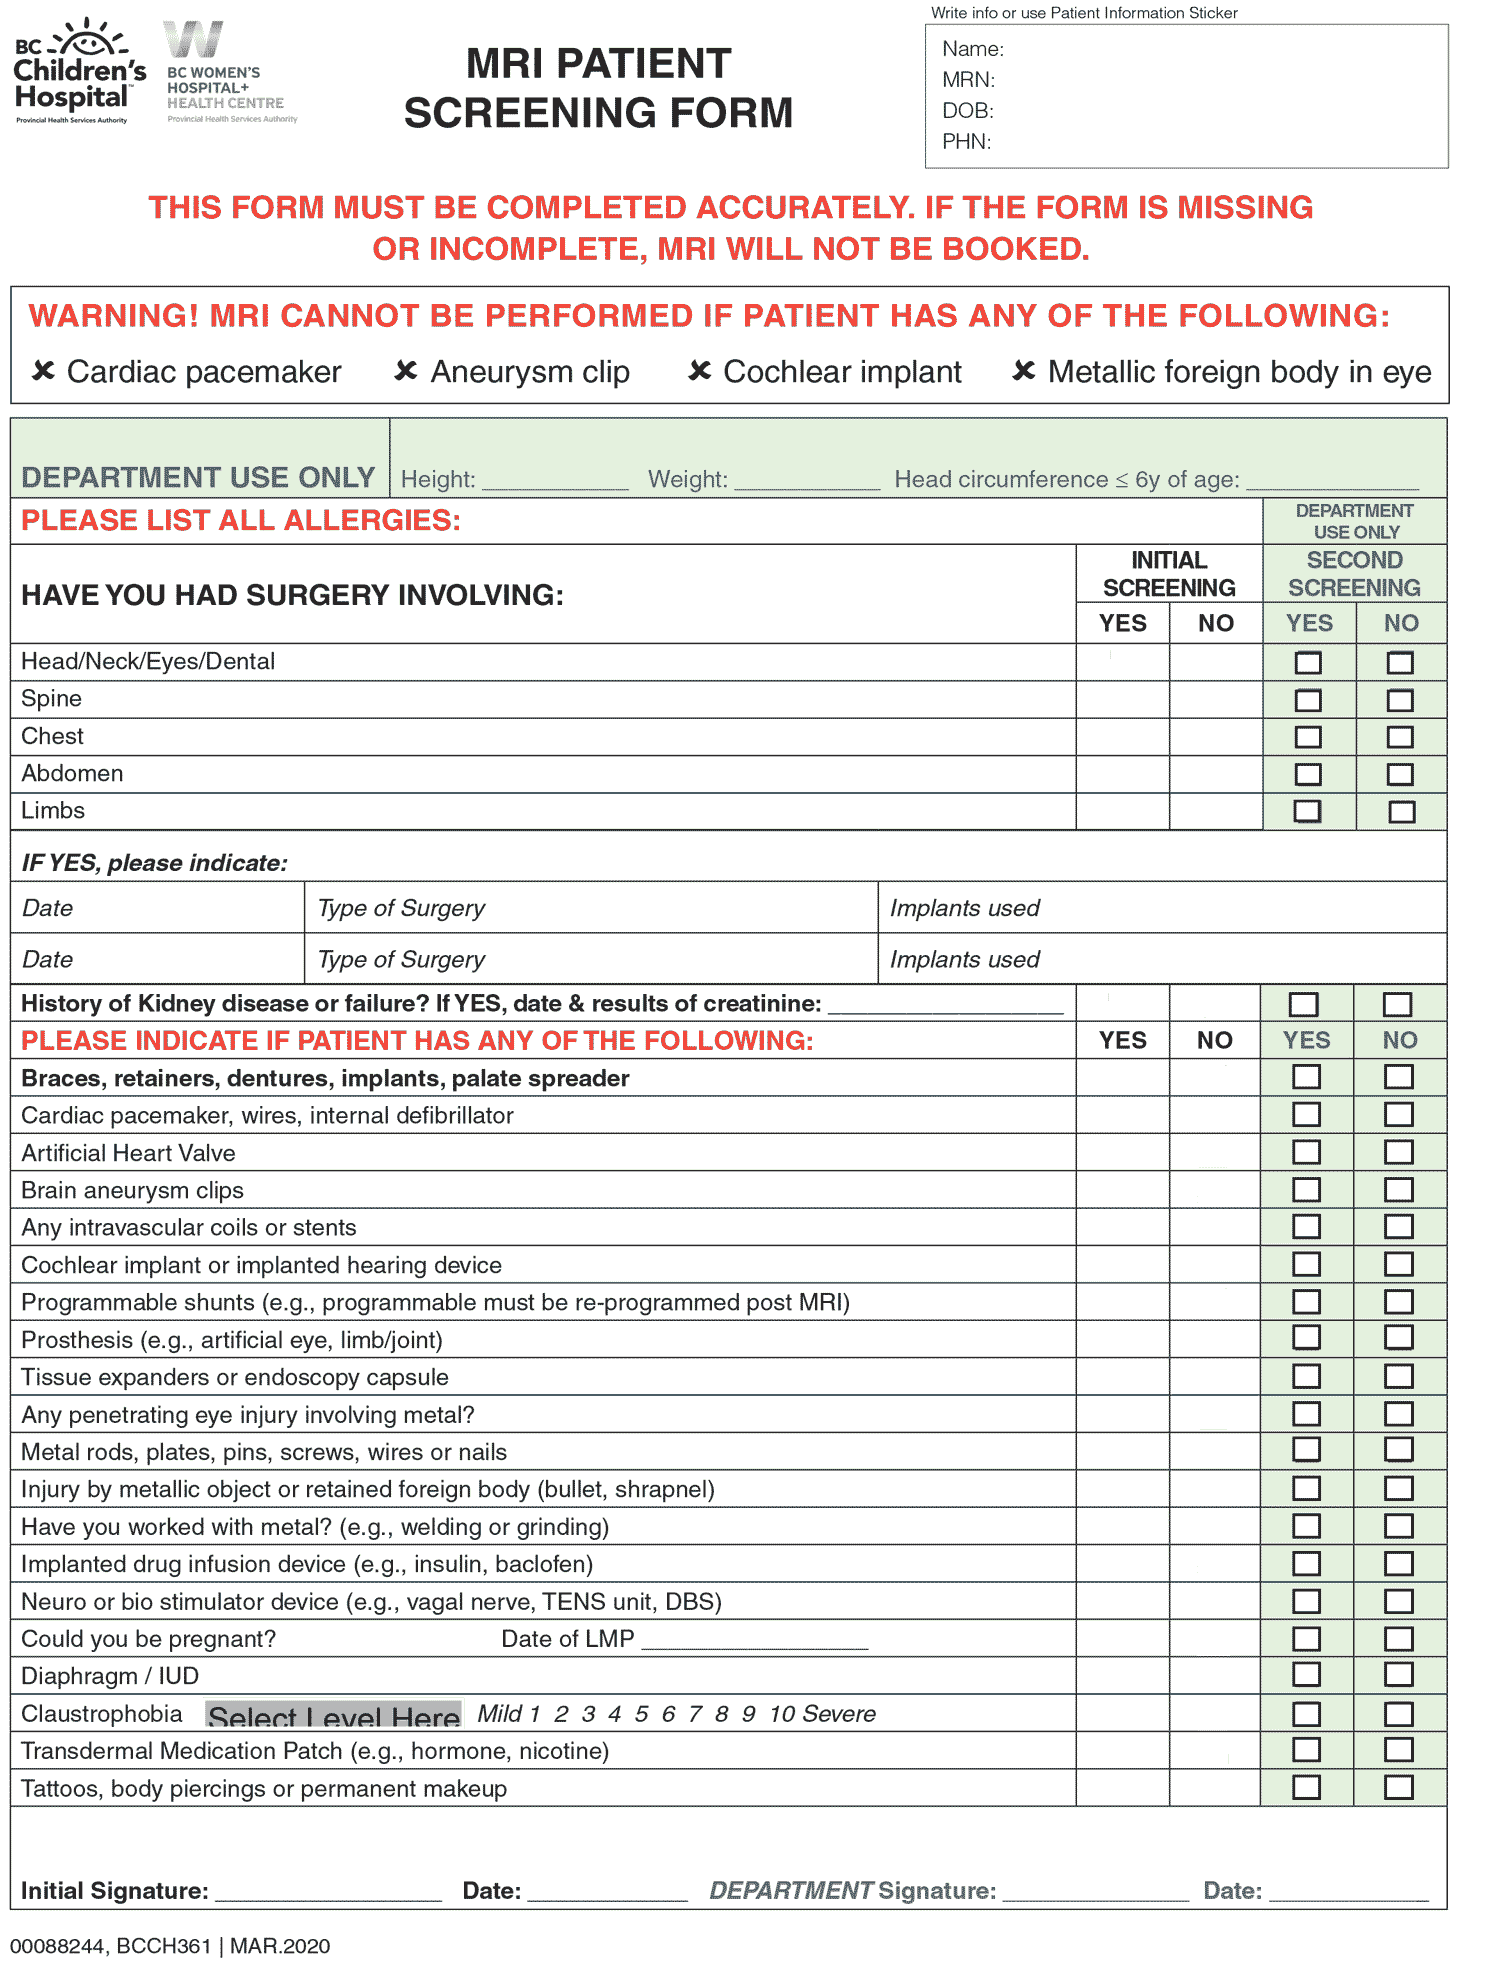 Write info or use Patient Information Sticker
BC
Children's
Hospital™
Provincial Health Services Authority
W
BC WOMEN'S
HOSPITAL+
HEALTH CENTRE
Provincial Health Services Authority
MRI PATIENT
SCREENING FORM
Name:
MRN:
DOB:
PHN:
THIS FORM MUST BE COMPLETED ACCURATELY. IF THE FORM IS MISSING
OR INCOMPLETE, MRI WILL NOT BE BOOKED.
WARNING! MRI CANNOT BE PERFORMED IF PATIENT HAS ANY OF THE FOLLOWING:
✘ Cardiac pacemaker ✘ Aneurysm clip ✘ Cochlear implant ✘ Metallic foreign body in eye
DEPARTMENT USE ONLY Height: ____________ Weight: ____________ Head circumference ≤ 6y of age: ______________
PLEASE LIST ALL ALLERGIES:
DEPARTMENT
USE ONLY
HAVE YOU HAD SURGERY INVOLVING:
INITIAL
SCREENING
SECOND
SCREENING
YES NO YES NO
Head/Neck/Eyes/Dental
Spine
Chest
Abdomen
Limbs
IF YES, please indicate:
Date Type of Surgery Implants used
Date Type of Surgery Implants used
History of Kidney disease or failure? If YES, date & results of creatinine: ___________________
PLEASE INDICATE IF PATIENT HAS ANY OF THE FOLLOWING: YES NO YES NO
Braces, retainers, dentures, implants, palate spreader
Cardiac pacemaker, wires, internal defibrillator
Artificial Heart Valve
Brain aneurysm clips
Any intravascular coils or stents
Cochlear implant or implanted hearing device
Programmable shunts (e.g., programmable must be re-programmed post MRI)
Prosthesis (e.g., artificial eye, limb/joint)
Tissue expanders or endoscopy capsule
Any penetrating eye injury involving metal?
Metal rods, plates, pins, screws, wires or nails
Injury by metallic object or retained foreign body (bullet, shrapnel)
Have you worked with metal? (e.g., welding or grinding)
Implanted drug infusion device (e.g., insulin, baclofen)
Neuro or bio stimulator device (e.g., vagal nerve, TENS unit, DBS)
Could you be pregnant? Date of LMP __________________
Diaphragm / IUD
Claustrophobia Select Level Here Mild 1 2 3 4 5 6 7 8 9 10 Severe
Transdermal Medication Patch (e.g., hormone, nicotine)
Tattoos, body piercings or permanent makeup
Initial Signature: __________________ Date: _____________ DEPARTMENT Signature: _______________ Date: _____________
00088244, BCCH361 | MAR.2020